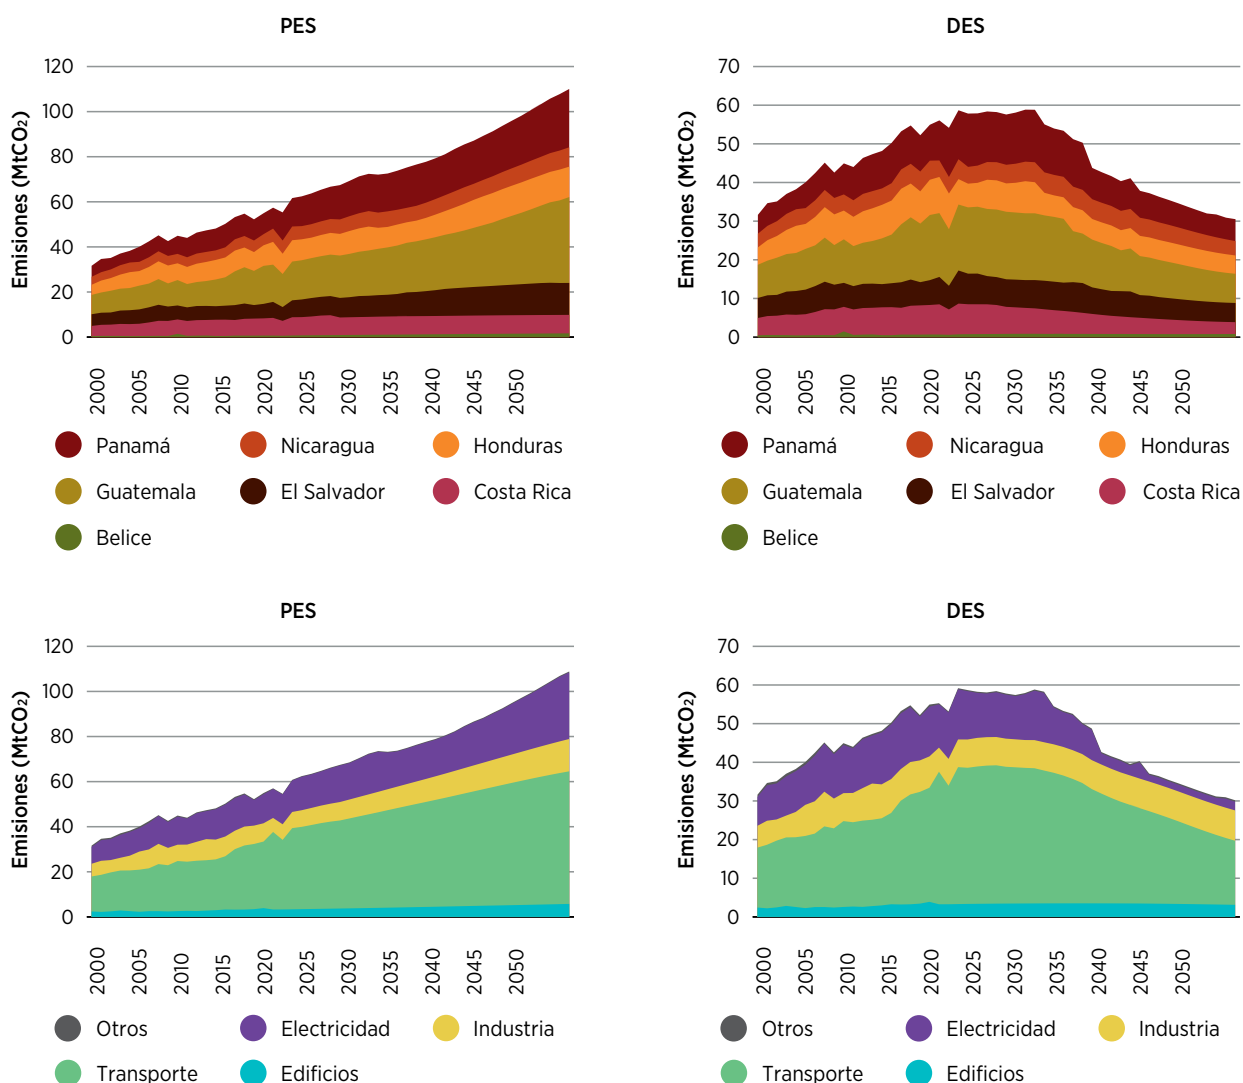 PES
Emisiones (MtCO2)
120
100
80
60
40
20
0
2000 2005 2010 2015 2020 2025 2030 2035 2040 2045 2050
Panamá Nicaragua Honduras
Guatemala El Salvador Costa Rica
Belice
DES
Emisiones (MtCO2)
70
60
50
40
30
20
10
0
2000 2005 2010 2015 2020 2025 2030 2035 2040 2045 2050
Panamá Nicaragua Honduras
Guatemala El Salvador Costa Rica
Belice
PES
Emisiones (MtCO2)
120
100
80
60
40
20
0
2000 2005 2010 2015 2020 2025 2030 2035 2040 2045 2050
Otros Electricidad Industria
Transporte Edificios
DES
Emisiones (MtCO2)
70
60
50
40
30
20
10
0
2000 2005 2010 2015 2020 2025 2030 2035 2040 2045 2050
Otros Electricidad Industria
Transporte Edificios